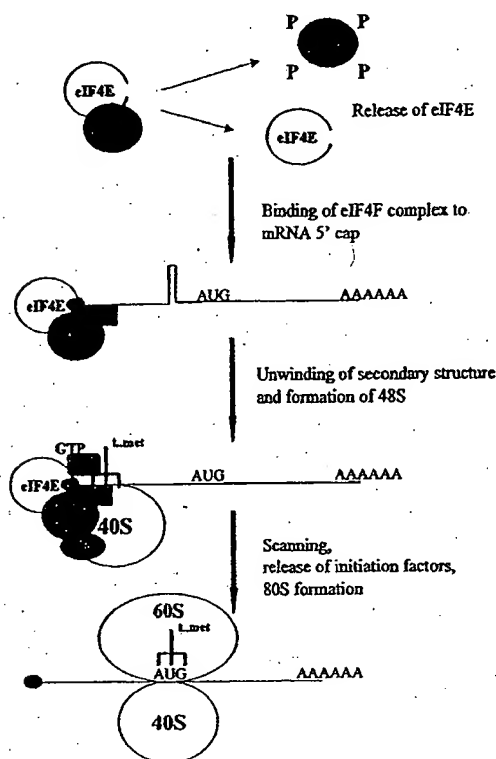 P P
eIF4E
P P
Release of eIF4E
eIF4E
Binding of eIF4F complex to
mRNA 5' cap
AUG
AAAAAA
eIF4E
Unwinding of secondary structure
and formation of 48S
GTP
t..met
AUG
AAAAAA
eIF4E
40S
Scanning,
release of initiation factors,
80S formation
60S
t..met
AUG
AAAAAA
40S